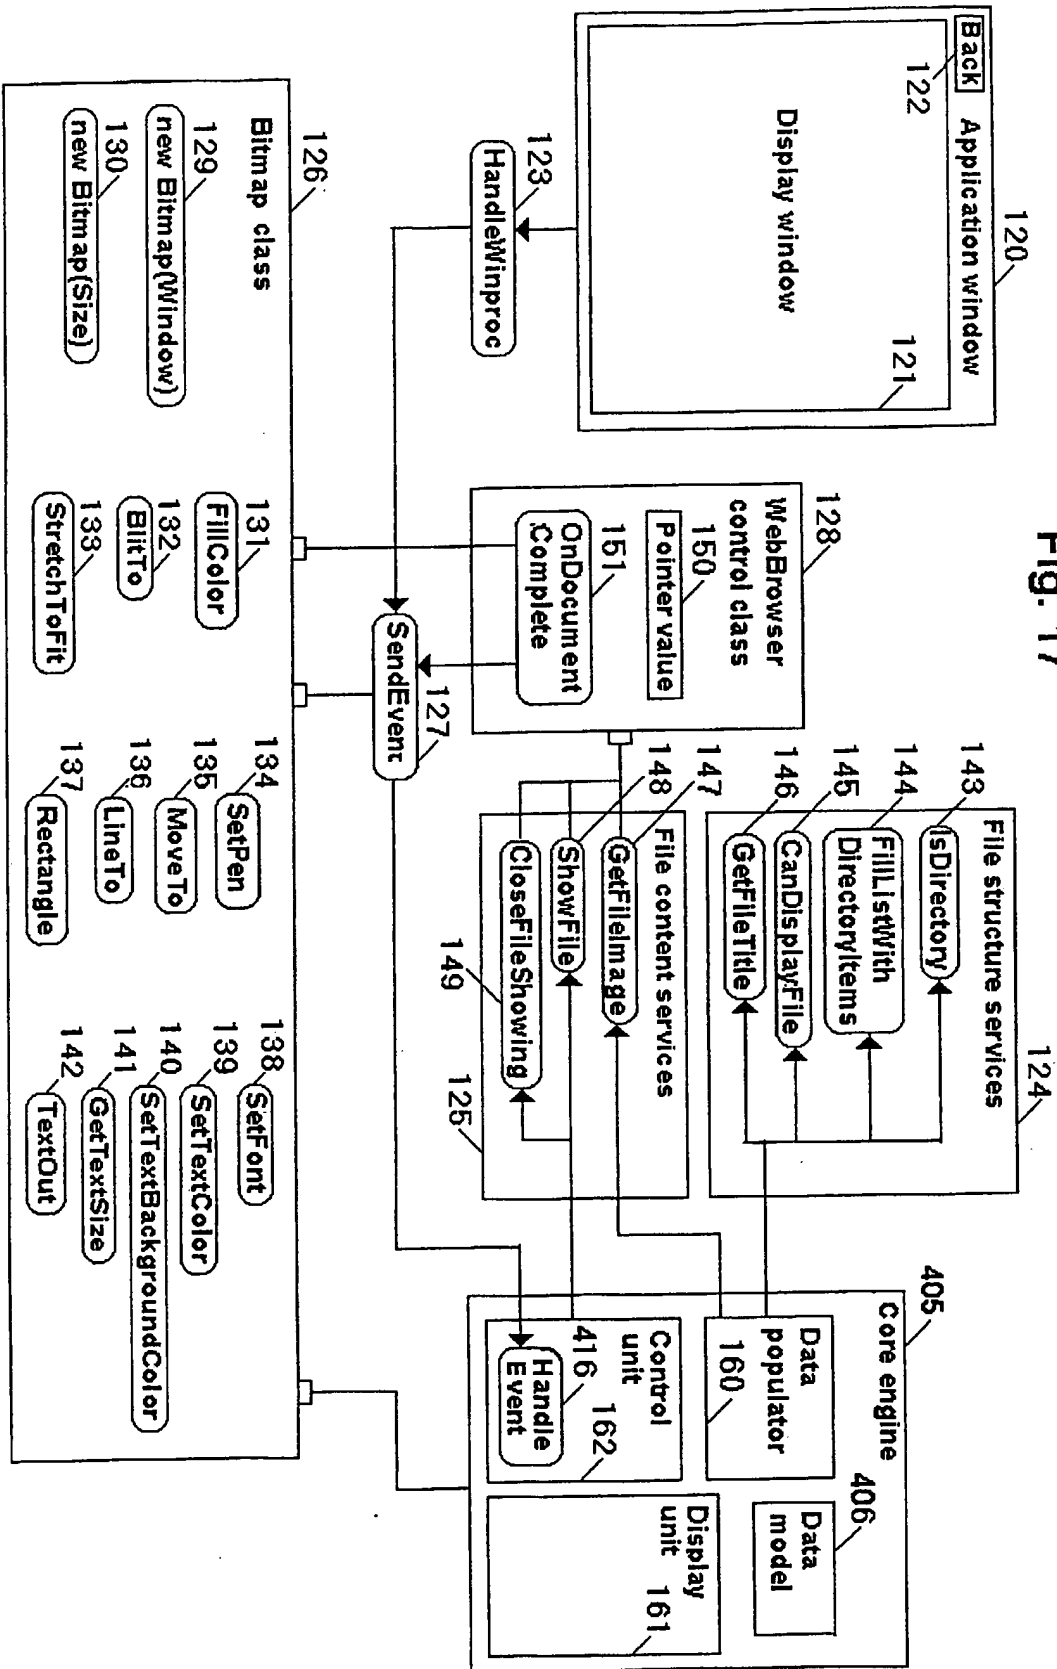 Fig. 17
120
Back
Application window
122
121
Display window
123
HandleWinproc
128
WebBrowser
control class
150
Pointer value
151
OnDocument
Complete
127
SendEvent
124
File structure services
143
IsDirectory
144
FillListWith
DirectoryItems
145
CanDisplayFile
146
GetFileTitle
125
File content services
147
GetFileImage
148
ShowFile
149
CloseFileShowing
405
Core engine
Data
populator
160
406
Data
model
Control
unit
416
Handle
Event
162
Display
unit
161
126
Bitmap class
129
new Bitmap(Window)
130
new Bitmap(Size)
131
FillColor
132
BlitTo
133
StretchToFit
134
SetPen
135
MoveTo
136
LineTo
137
Rectangle
138
SetFont
139
SetTextColor
140
SetTextBackgroundColor
141
GetTextSize
142
TextOut